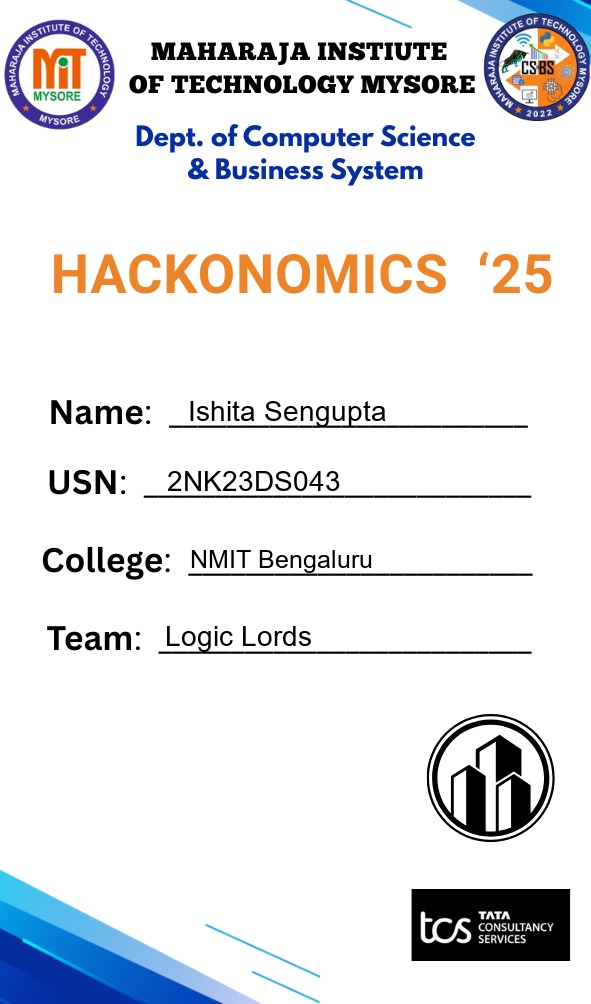 MAHARAJA INSTITUTE OF TECHNOLOGY
MIT
MYSORE
MYSORE
MAHARAJA INSTIUTE
OF TECHNOLOGY MYSORE
MAHARAJA INSTITUTE OF TECHNOLOGY MYSORE
CSBS
2022
Dept. of Computer Science
& Business System
HACKONOMICS ‘25
Name: Ishita Sengupta
USN: 2NK23DS043
College: NMIT Bengaluru
Team: Logic Lords
tcs TATA
CONSULTANCY
SERVICES